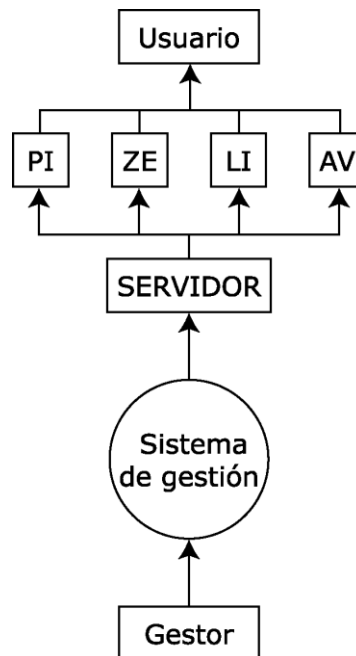 Usuario
PI
ZE
LI
AV
SERVIDOR
Sistema
de gestión
Gestor